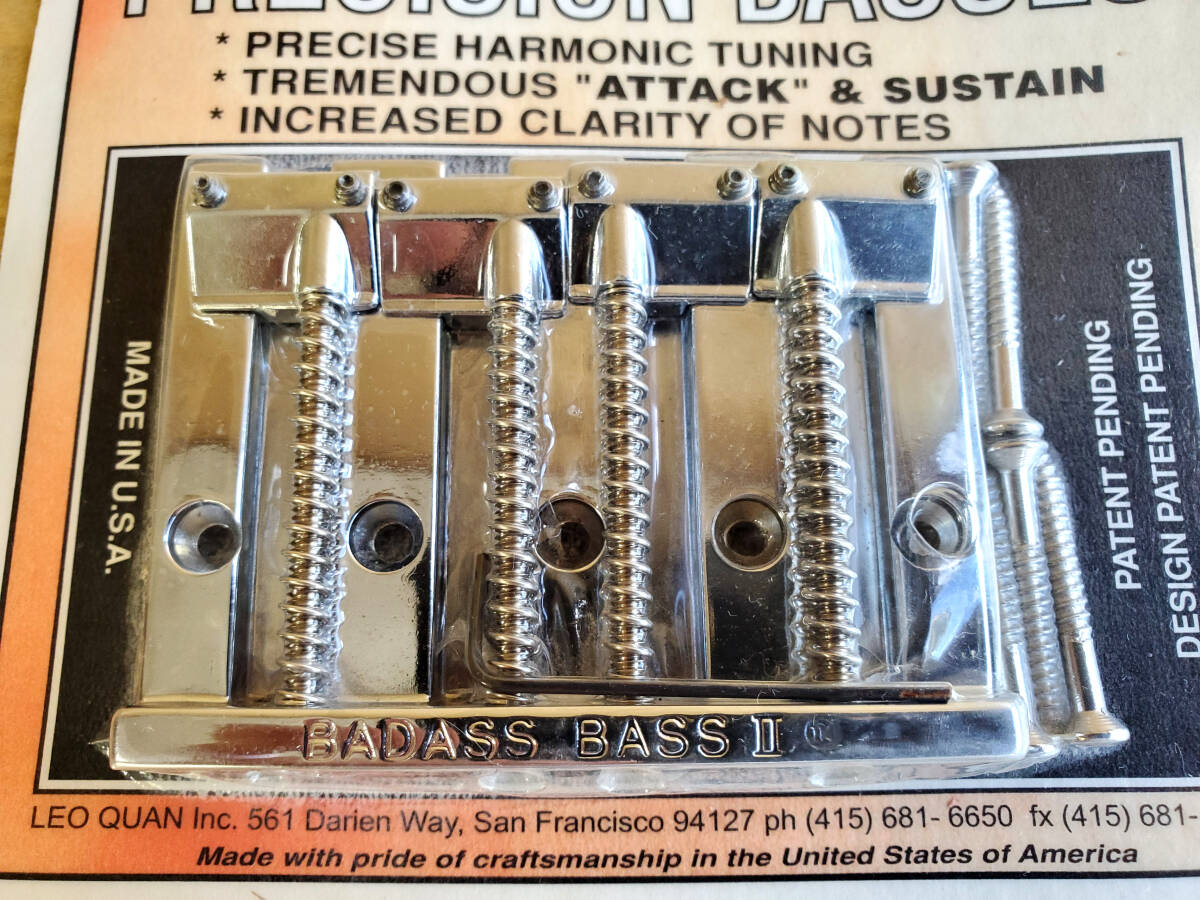 PRECISION BASSES
* PRECISE HARMONIC TUNING
* TREMENDOUS "ATTACK" & SUSTAIN
* INCREASED CLARITY OF NOTES
MADE IN U.S.A.
PATENT PENDING
DESIGN PATENT PENDING
BADASS BASS II
LEO QUAN Inc. 561 Darien Way, San Francisco 94127 ph (415) 681-6650 fx (415) 681-
Made with pride of craftsmanship in the United States of America